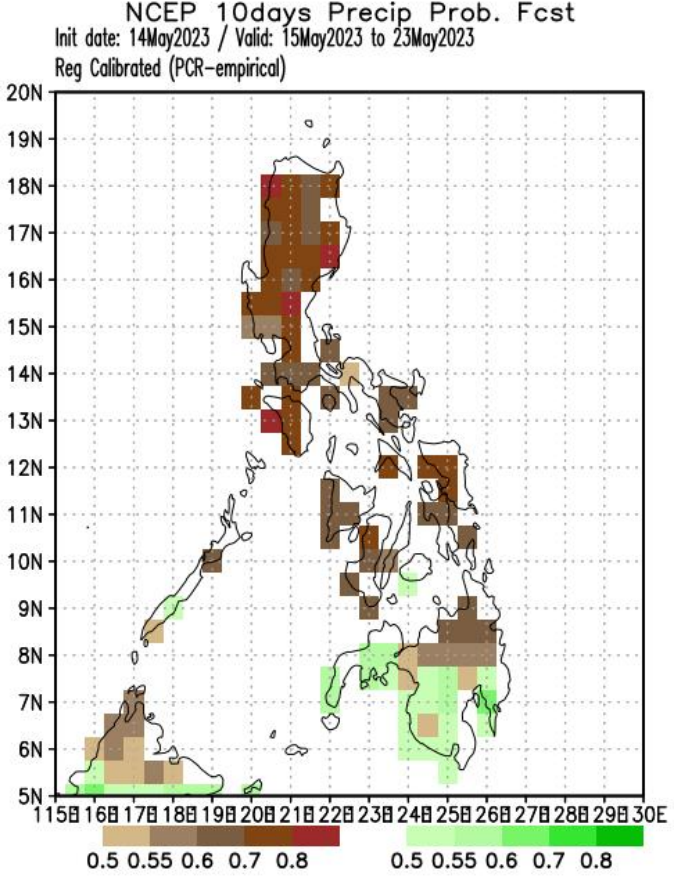 NCEP 10days Precip Prob. Fcst
Init date: 14May2023 / Valid: 15May2023 to 23May2023
Reg Calibrated (PCR-empirical)
20N
19N
18N
17N
16N
15N
14N
13N
12N
11N
10N
9N
8N
7N
6N
5N
115E 116E 117E 118E 119E 120E 121E 122E 123E 124E 125E 126E 127E 128E 129E 130E
0.5 0.55 0.6 0.7 0.8 0.5 0.55 0.6 0.7 0.8